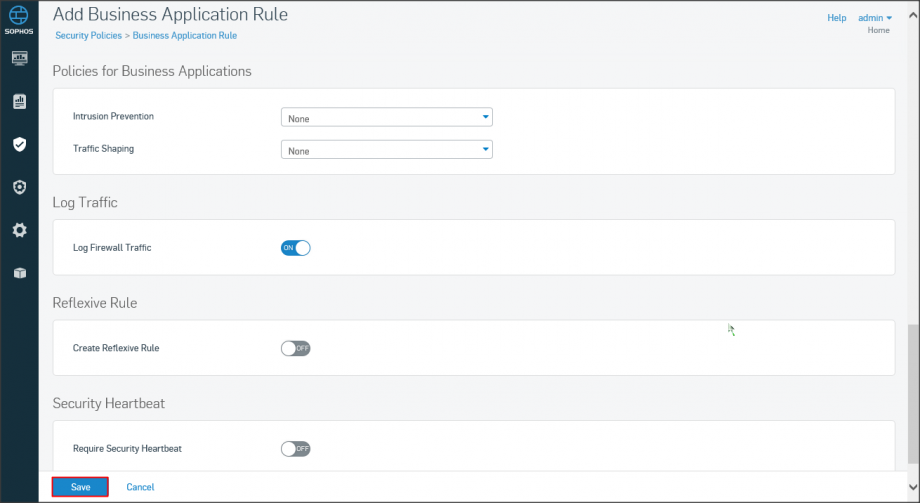 SOPHOS
Add Business Application Rule
Help admin
Home
Security Policies > Business Application Rule
Policies for Business Applications
Intrusion Prevention None
Traffic Shaping None
Log Traffic
Log Firewall Traffic ON
Reflexive Rule
Create Reflexive Rule OFF
Security Heartbeat
Require Security Heartbeat OFF
Save Cancel